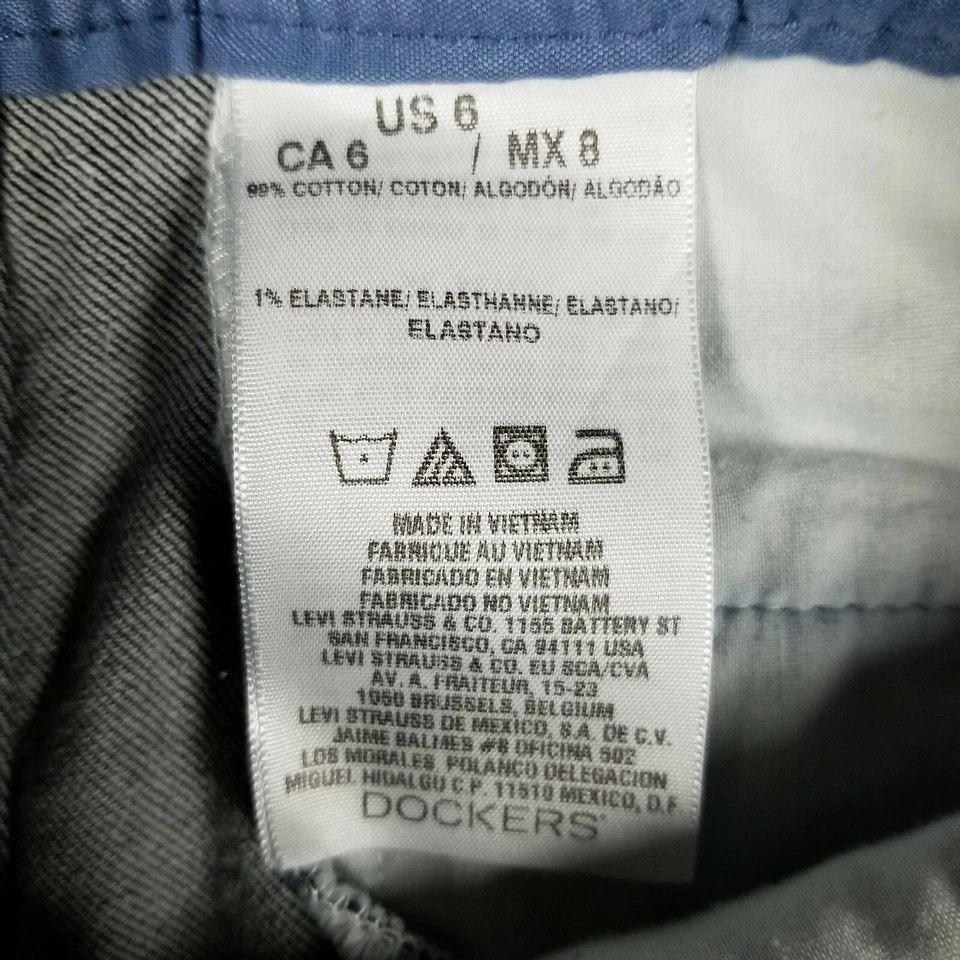 US 6
CA 6 / MX 8
99% COTTON/ COTON/ ALGODÓN/ ALGODÃO
1% ELASTANE/ ELASTHANNE/ ELASTANO/
ELASTANO
MADE IN VIETNAM
FABRIQUE AU VIETNAM
FABRICADO EN VIETNAM
FABRICADO NO VIETNAM
LEVI STRAUSS & CO. 1155 BATTERY ST
SAN FRANCISCO, CA 94111 USA
LEVI STRAUSS & CO. EU SCA/CVA
AV. A. FRAITEUR, 15-23
1050 BRUSSELS, BELGIUM
LEVI STRAUSS DE MEXICO, S.A. DE C.V.
JAIME BALMES #8 OFICINA 502
LOS MORALES POLANCO DELEGACION
MIGUEL HIDALGO C P. 11510 MEXICO, D.F.
DOCKERS®